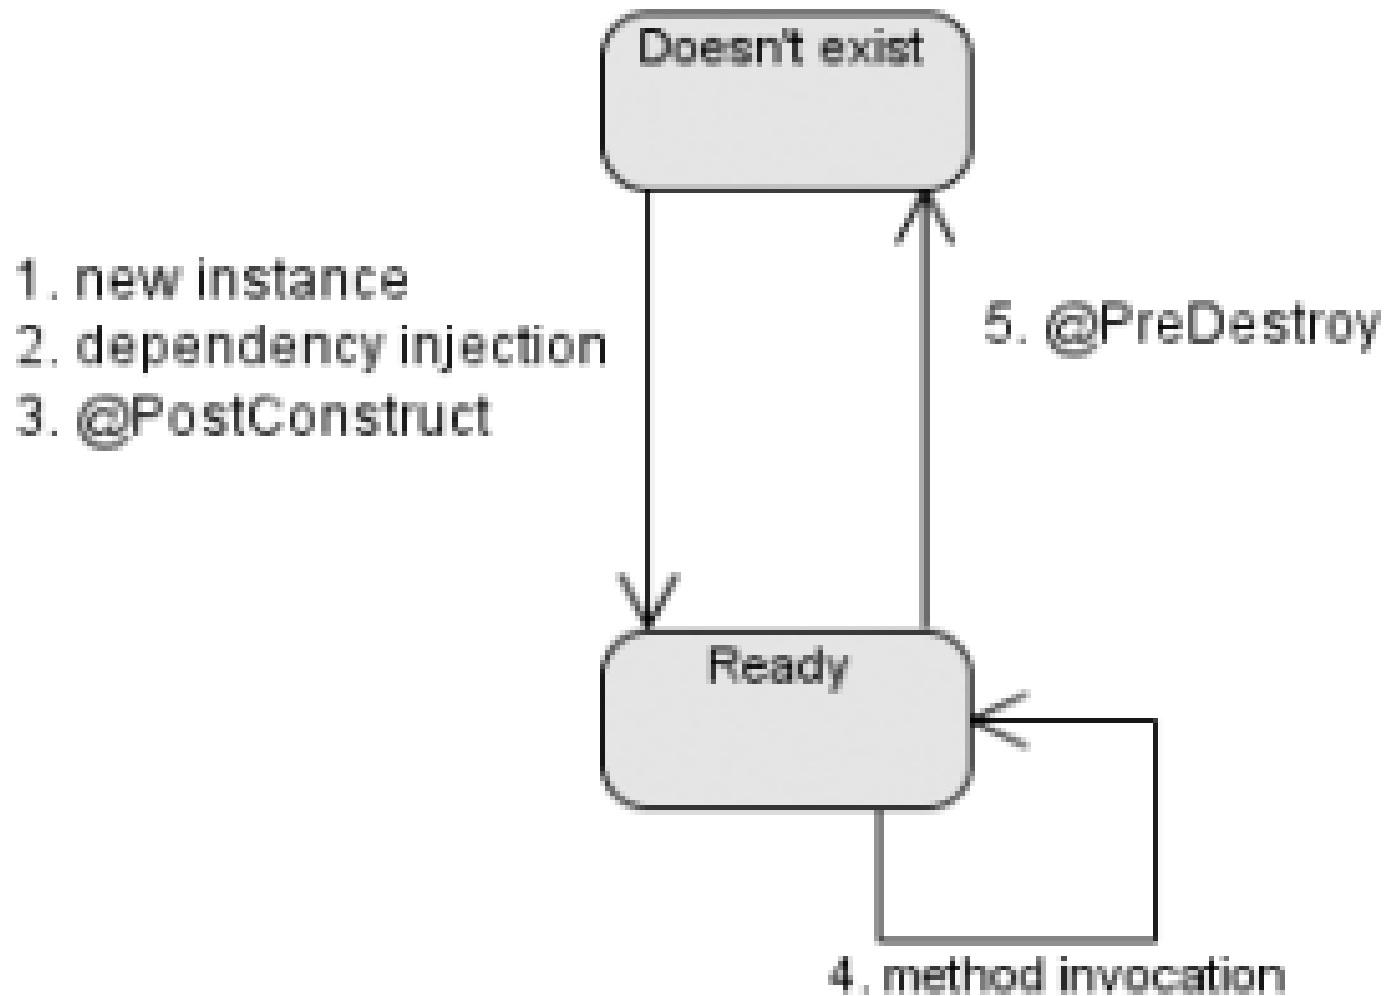 Doesn't exist
1. new instance
2. dependency injection
3. @PostConstruct
5. @PreDestroy
Ready
4. method invocation